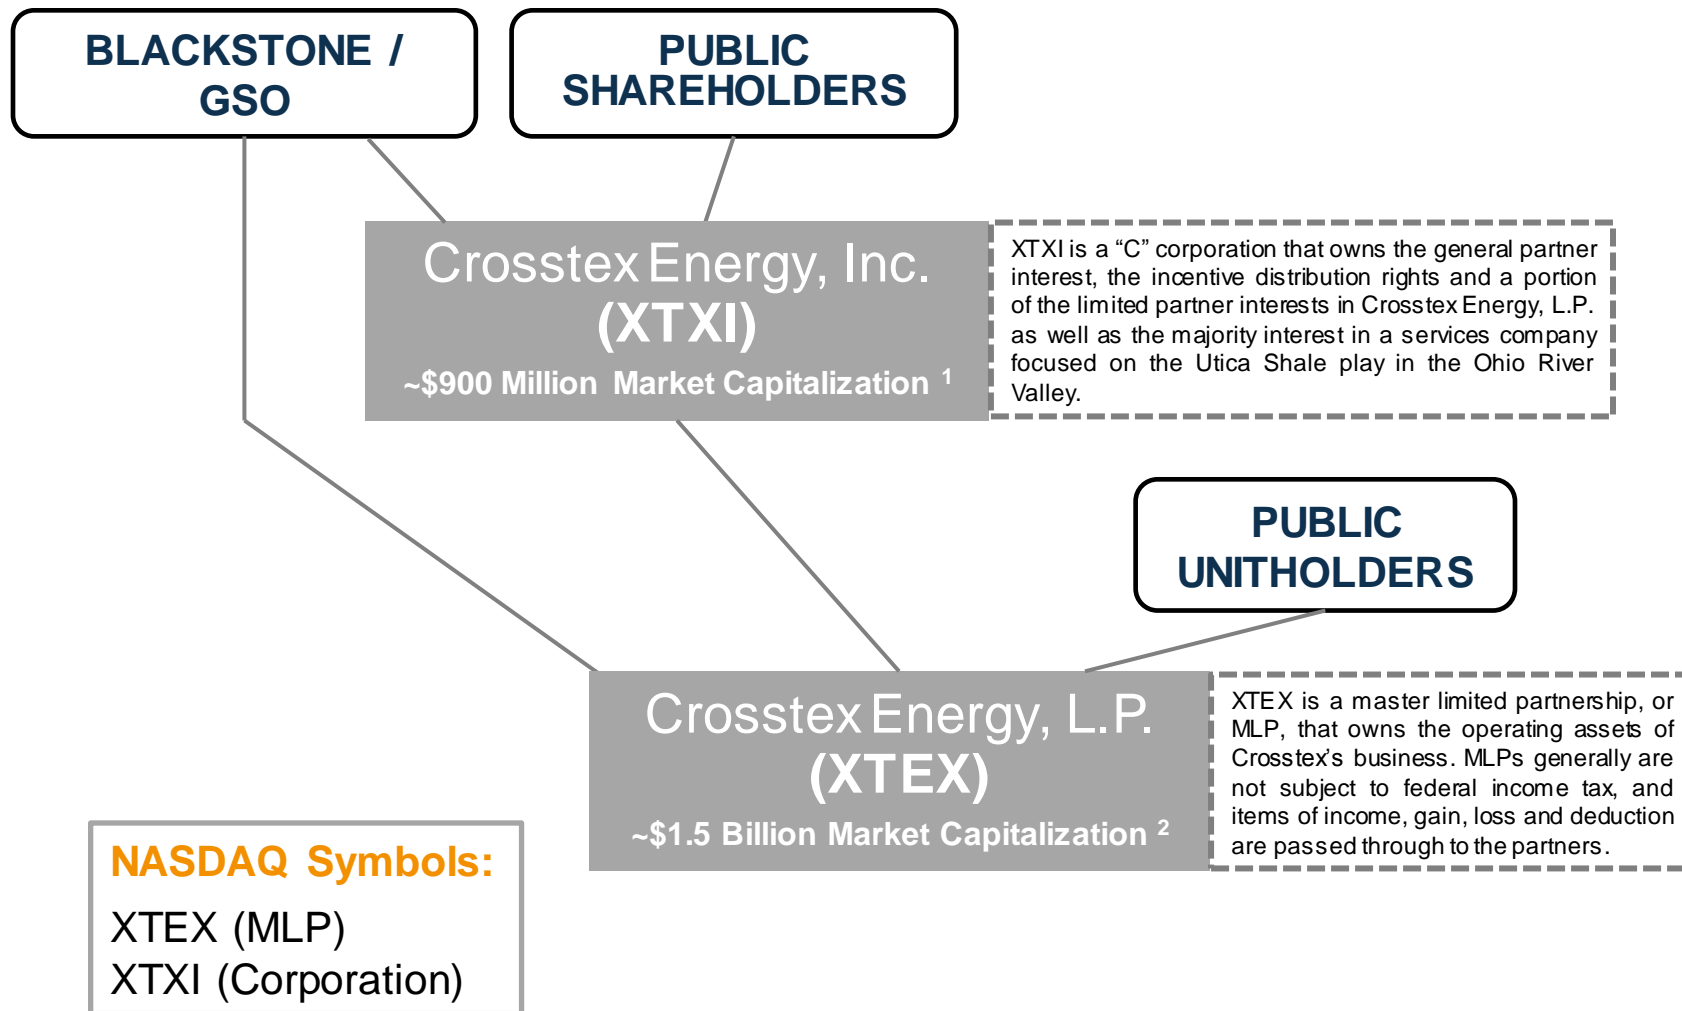 BLACKSTONE /
GSO
PUBLIC
SHAREHOLDERS
Crosstex Energy, Inc.
(XTXI)
~$900 Million Market Capitalization 1
XTXI is a “C” corporation that owns the general partner
interest, the incentive distribution rights and a portion
of the limited partner interests in Crosstex Energy, L.P.
as well as the majority interest in a services company
focused on the Utica Shale play in the Ohio River
Valley.
PUBLIC
UNITHOLDERS
Crosstex Energy, L.P.
(XTEX)
~$1.5 Billion Market Capitalization 2
XTEX is a master limited partnership, or
MLP, that owns the operating assets of
Crosstex’s business. MLPs generally are
not subject to federal income tax, and
items of income, gain, loss and deduction
are passed through to the partners.
NASDAQ Symbols:
XTEX (MLP)
XTXI (Corporation)